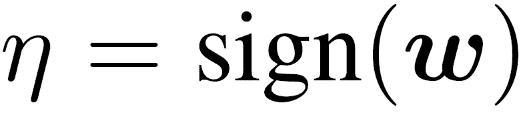 η = sign(𝒘)